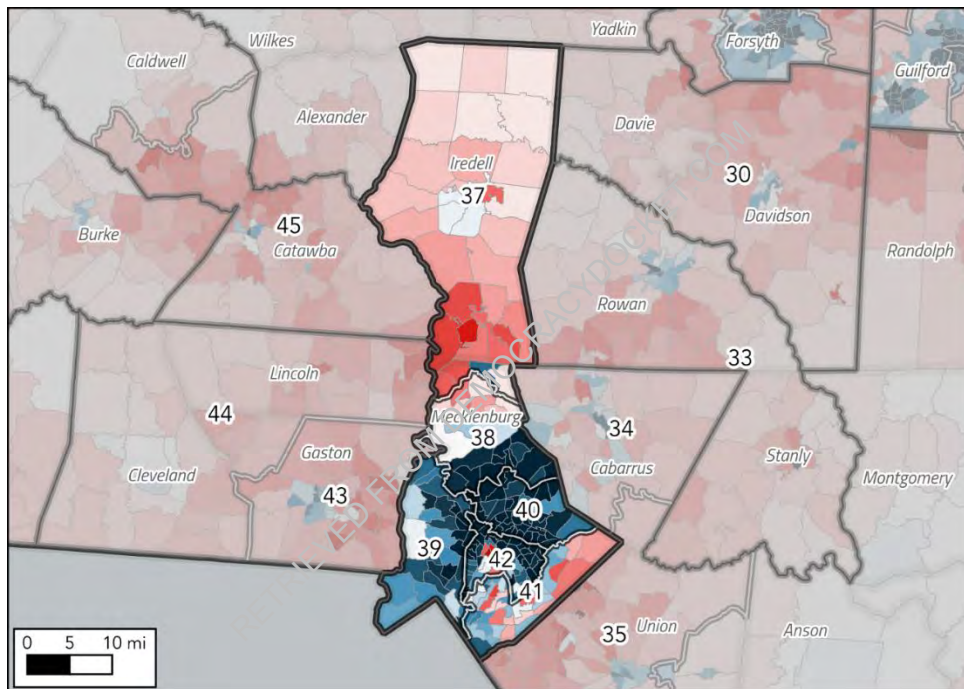 Wilkes
Yadkin
Forsyth
Caldwell
Guilford
Alexander
Davie
Iredell
37
30
Davidson
45
Burke
Catawba
Randolph
Rowan
33
Lincoln
44
Mecklenburg
38
34
Gaston
Cabarrus
Stanly
Cleveland
43
Montgomery
40
39
42
41
35
Union
Anson
0 5 10 mi
DEMOCRACYDOCKET.COM